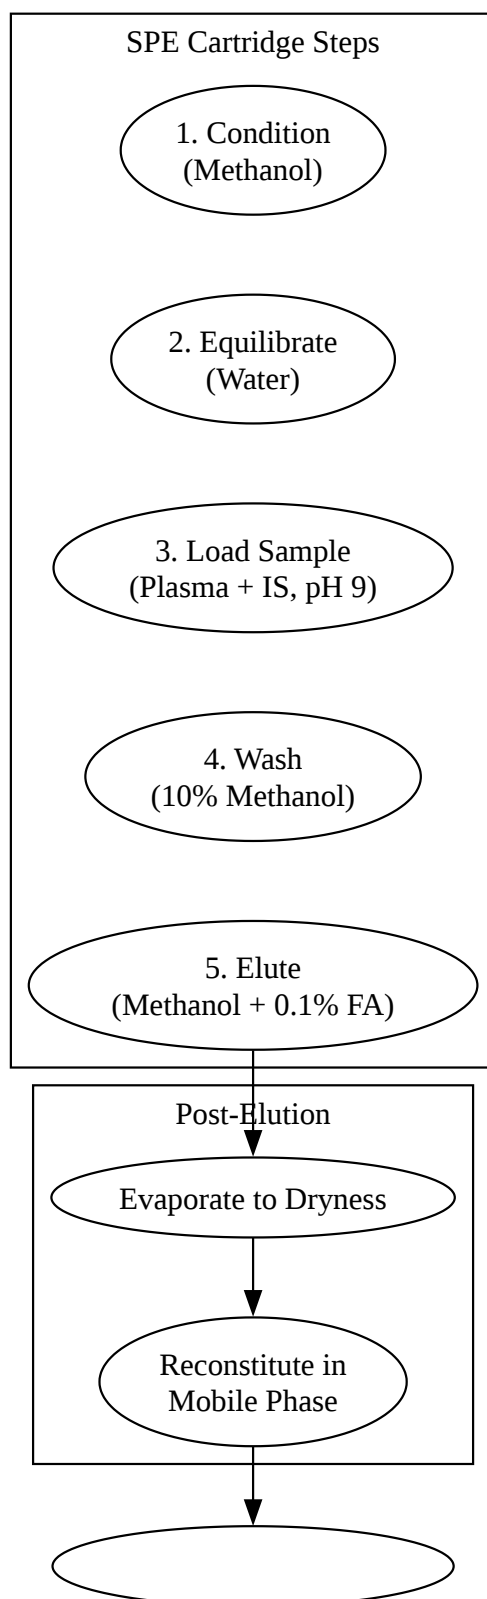 SPE Cartridge Steps
1. Condition
(Methanol)
2. Equilibrate
(Water)
3. Load Sample
(Plasma + IS, pH 9)
4. Wash
(10% Methanol)
5. Elute
(Methanol + 0.1% FA)
Post-Elution
Evaporate to Dryness
Reconstitute in
Mobile Phase